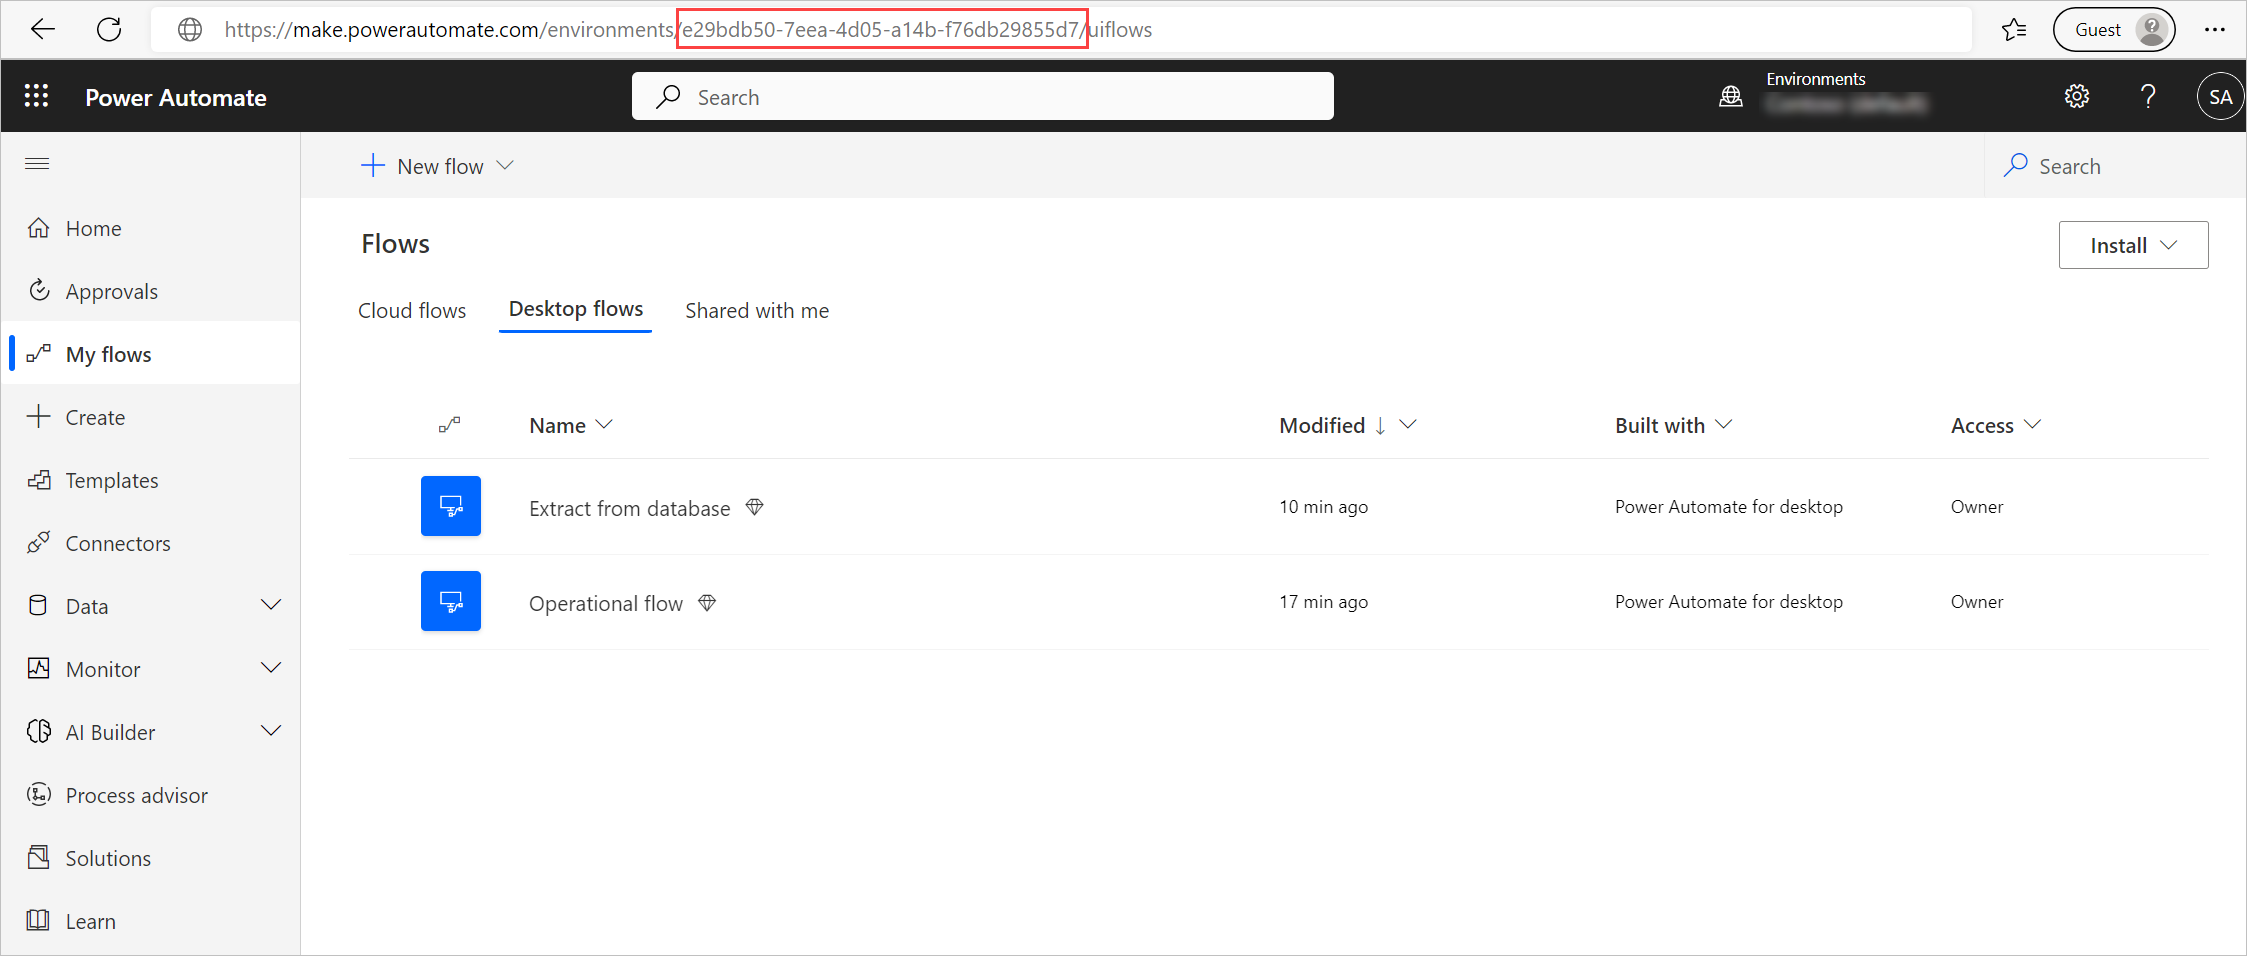 https://make.powerautomate.com/environments/e29bdb50-7eea-4d05-a14b-f76db29855d7/uiflows
Guest
Power Automate
Search
Environments
SA
New flow
Search
Home
Approvals
My flows
Create
Templates
Connectors
Data
Monitor
AI Builder
Process advisor
Solutions
Learn
Flows
Install
Cloud flows Desktop flows Shared with me
Name Modified Built with Access
Extract from database 10 min ago Power Automate for desktop Owner
Operational flow 17 min ago Power Automate for desktop Owner